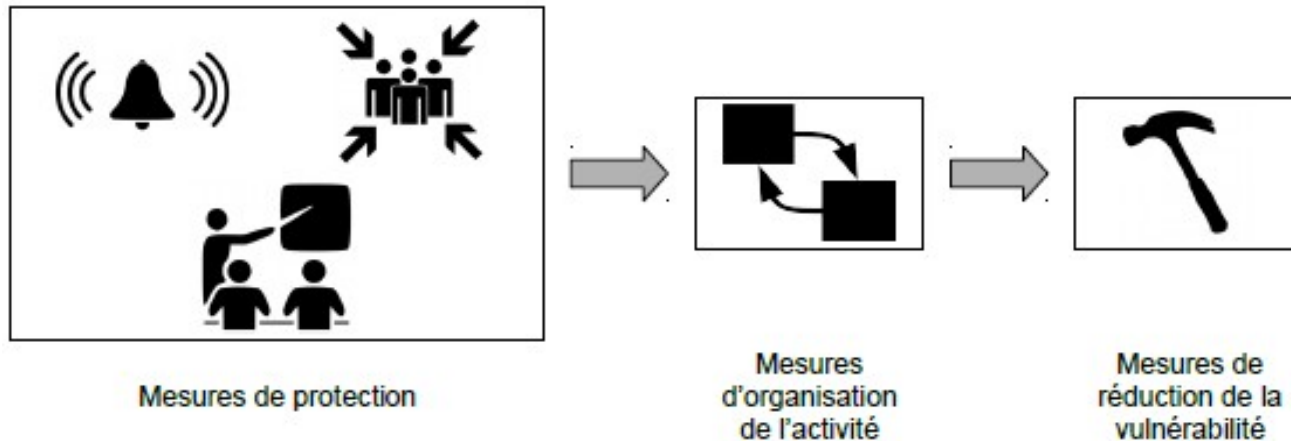 Mesures de protection
Mesures
d'organisation
de l'activité
Mesures de
réduction de la
vulnérabilité